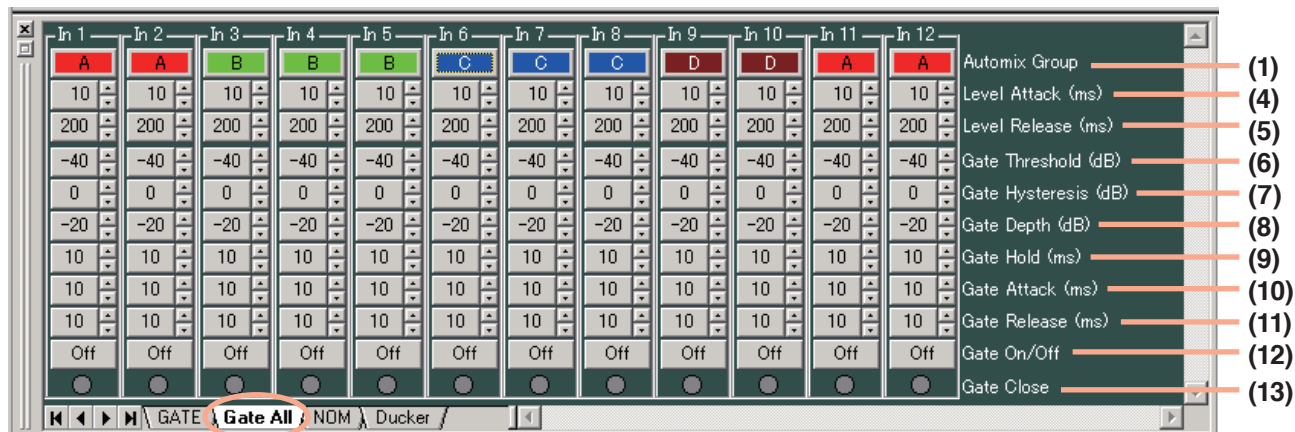 In 1 In 2 In 3 In 4 In 5 In 6 In 7 In 8 In 9 In 10 In 11 In 12
A A B B B C C C D D A A Automix Group (1)
10 10 10 10 10 10 10 10 10 10 10 10 Level Attack (ms) (4)
200 200 200 200 200 200 200 200 200 200 200 200 Level Release (ms) (5)
-40 -40 -40 -40 -40 -40 -40 -40 -40 -40 -40 -40 Gate Threshold (dB) (6)
0 0 0 0 0 0 0 0 0 0 0 0 Gate Hysteresis (dB) (7)
-20 -20 -20 -20 -20 -20 -20 -20 -20 -20 -20 -20 Gate Depth (dB) (8)
10 10 10 10 10 10 10 10 10 10 10 10 Gate Hold (ms) (9)
10 10 10 10 10 10 10 10 10 10 10 10 Gate Attack (ms) (10)
10 10 10 10 10 10 10 10 10 10 10 10 Gate Release (ms) (11)
Off Off Off Off Off Off Off Off Off Off Off Off Gate On/Off (12)
Gate Close (13)
GATE Gate All NOM Ducker